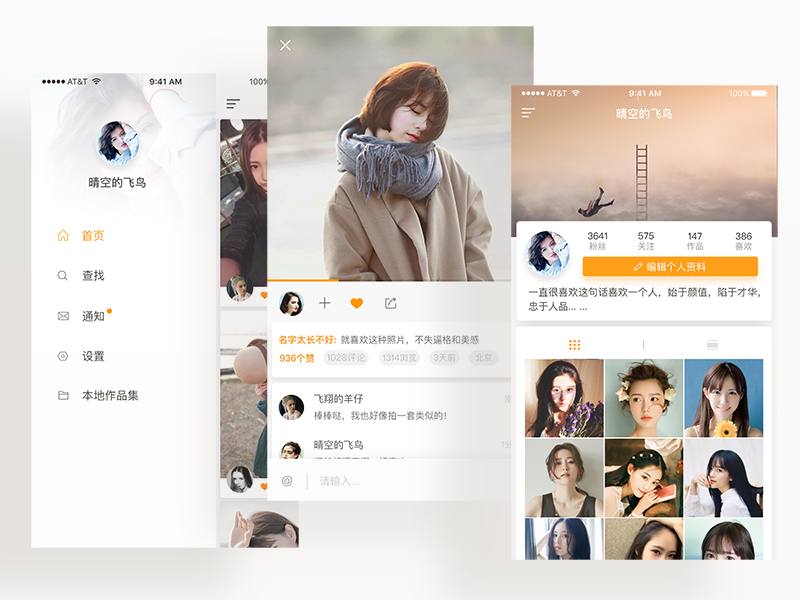 AT&T
9:41 AM
100%
晴空的飞鸟
首页
查找
通知
设置
本地作品集
名字太长不好: 就喜欢这种照片，不失逼格和美感
936个赞 1028评论 1314浏览 3天前 北京
飞翔的羊仔
棒棒哒，我也好像拍一套类似的!
晴空的飞鸟
1分
@ 请输入...
AT&T 9:41 AM 100%
晴空的飞鸟
3641 575 147 386
粉丝 关注 作品 喜欢
编辑个人资料
一直很喜欢这句话喜欢一个人，始于颜值，陷于才华，
忠于人品... ...